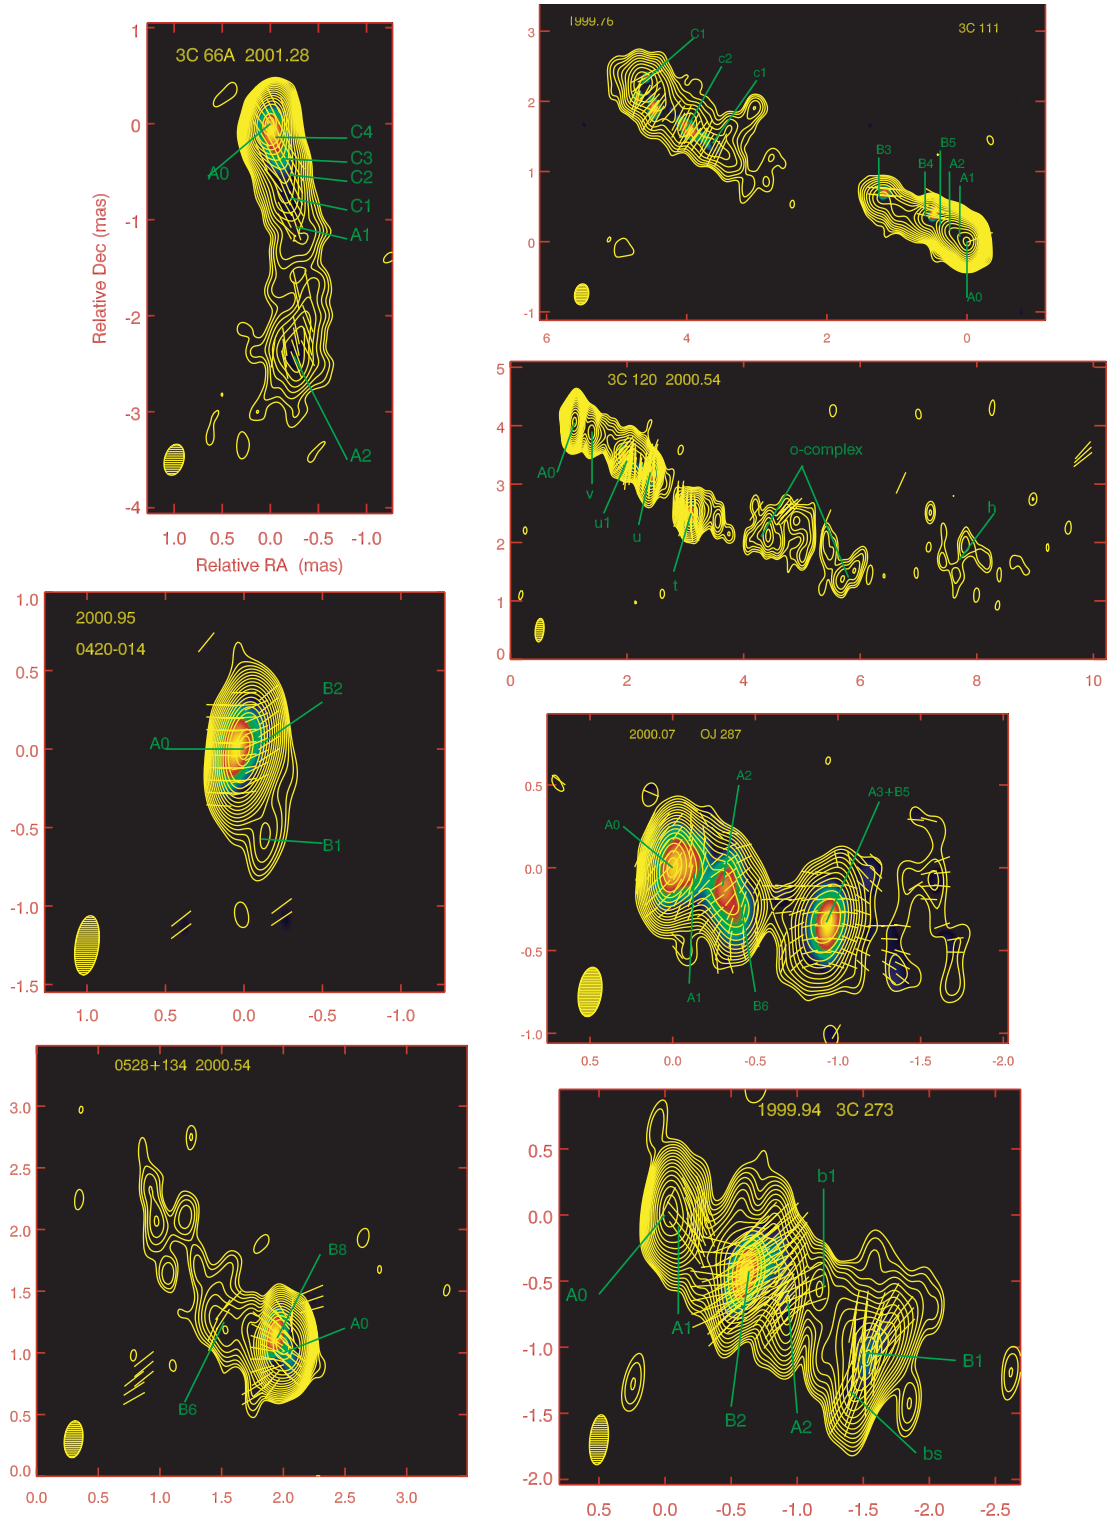 3C 66A 2001.28
1
0
-1
-2
-3
-4
1.0 0.5 0.0 -0.5 -1.0
Relative Dec (mas)
Relative RA (mas)
A0
C4
C3
C2
C1
A1
A2
1999.76
3C 111
3
2
1
0
-1
6 4 2 0
C1
c2
c1
B3
B4
B5
A2
A1
A0
3C 120 2000.54
5
4
3
2
1
0
0 2 4 6 8 10
A0
v
u1
u
t
o-complex
h
2000.95
0420-014
1.0
0.5
0.0
-0.5
-1.0
-1.5
1.0 0.5 0.0 -0.5 -1.0
A0
B2
B1
2000.07 OJ 287
0.5
0.0
-0.5
-1.0
0.5 0.0 -0.5 -1.0 -1.5 -2.0
A0
A2
A3+B5
A1
B6
0528+134 2000.54
3.0
2.5
2.0
1.5
1.0
0.5
0.0
0.0 0.5 1.0 1.5 2.0 2.5 3.0
B8
A0
B6
1999.94 3C 273
0.5
0.0
-0.5
-1.0
-1.5
-2.0
0.5 0.0 -0.5 -1.0 -1.5 -2.0 -2.5
b1
A0
A1
B2
A2
B1
bs